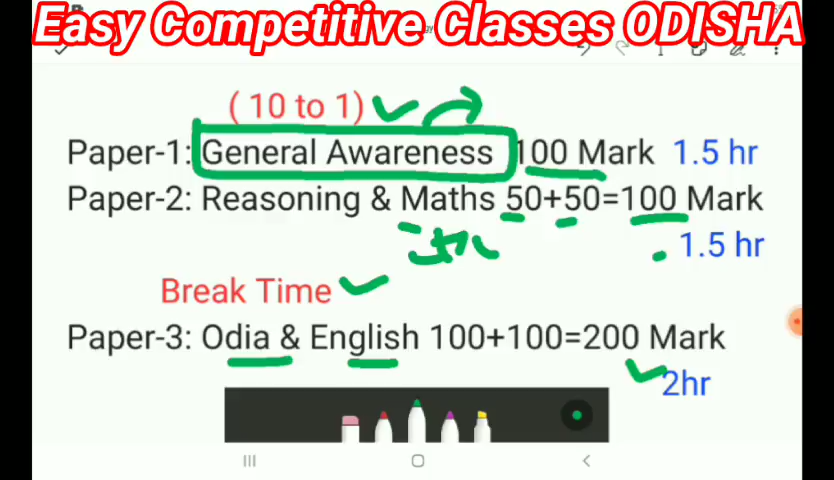 Easy Competitive Classes ODISHA
( 10 to 1)
Paper-1: General Awareness 100 Mark 1.5 hr
Paper-2: Reasoning & Maths 50+50=100 Mark
1.5 hr
Break Time
Paper-3: Odia & English 100+100=200 Mark
2hr